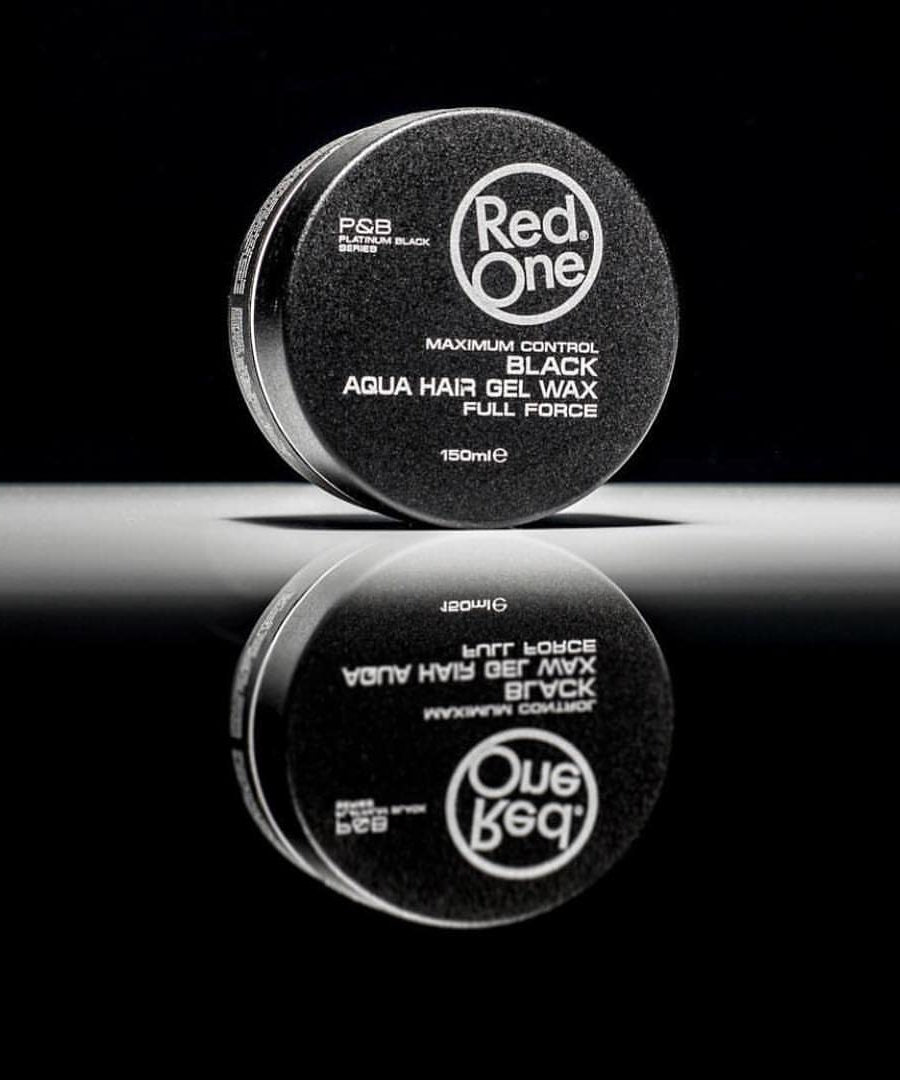 P&B
PLATINUM BLACK
SERIES
Red.®
One
MAXIMUM CONTROL
BLACK
AQUA HAIR GEL WAX
FULL FORCE
150ml ℮